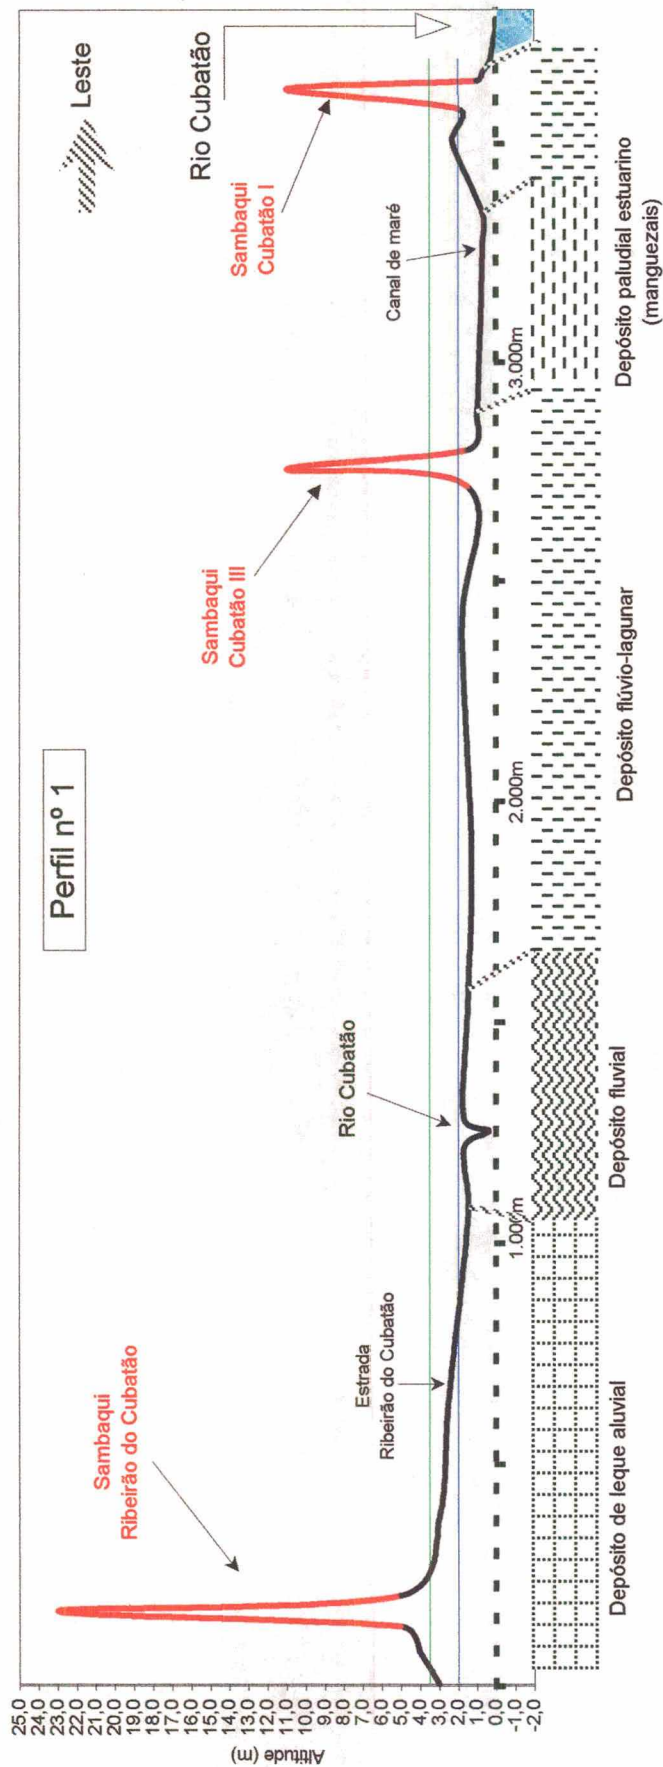 Perfil nº 1
Leste
Rio Cubatão
Sambaqui
Ribeirão do Cubatão
Estrada
Ribeirão do Cubatão
Rio Cubatão
Sambaqui
Cubatão III
Sambaqui
Cubatão I
Canal de maré
Altitude (m)
25,0
24,0
23,0
22,0
21,0
20,0
19,0
18,0
17,0
16,0
15,0
14,0
13,0
12,0
11,0
10,0
9,0
8,0
7,0
6,0
5,0
4,0
3,0
2,0
1,0
0,0
-1,0
-2,0
1.000m
2.000m
3.000m
Depósito de leque aluvial
Depósito fluvial
Depósito flúvio-lagunar
Depósito paludial estuarino
(manguezais)